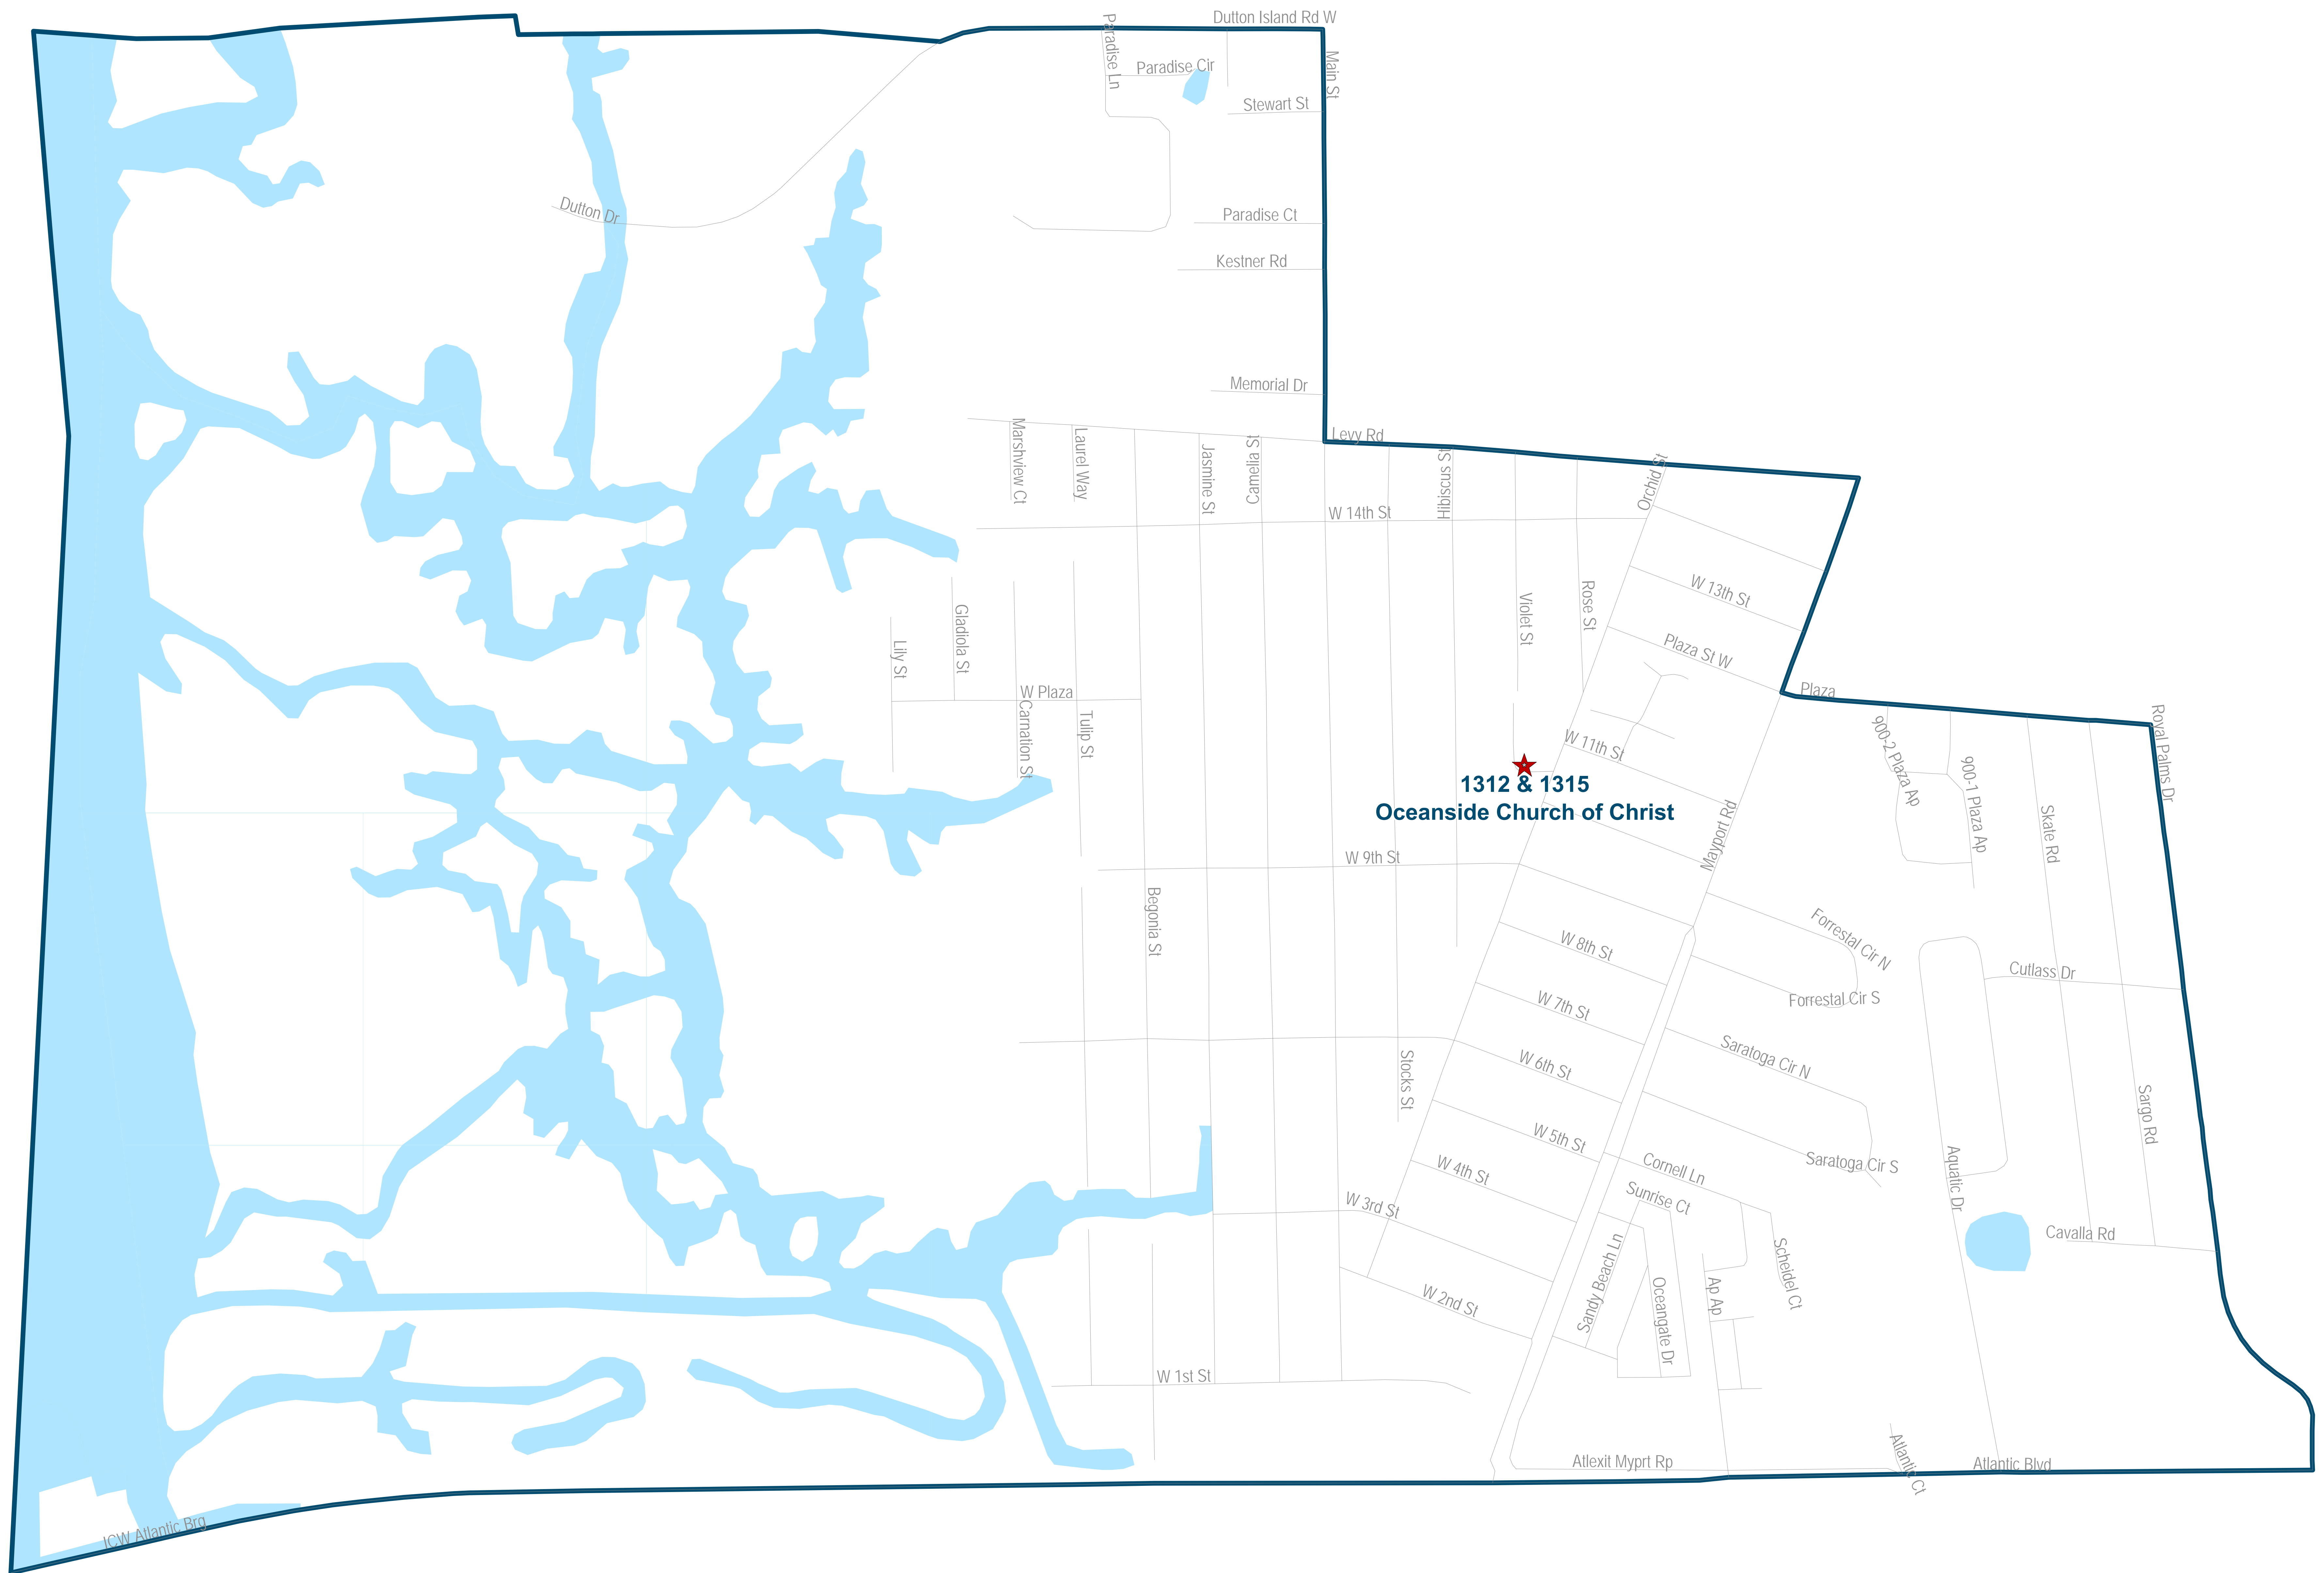 Dutton Island Rd W
Paradise Ln
Main St
Paradise Cir
Stewart St
Dutton Dr
Paradise Ct
Kestner Rd
Memorial Dr
Levy Rd
Marshview Ct
Laurel Way
Jasmine St
Camelia St
Hibiscus St
Orchid St
W 14th St
W 13th St
Rose St
Violet St
Gladiola St
Lily St
Plaza St W
W Plaza
Plaza
Carnation St
Tulip St
W 11th St
900-2 Plaza Ap
900-1 Plaza Ap
Royal Palms Dr
1312 & 1315
Oceanside Church of Christ
Mayport Rd
Skate Rd
W 9th St
Begonia St
Forrestal Cir N
W 8th St
Cutlass Dr
W 7th St
Forrestal Cir S
Saratoga Cir N
W 6th St
Stocks St
Sargo Rd
W 5th St
Saratoga Cir S
Cornell Ln
W 4th St
Aquatic Dr
Sunrise Ct
W 3rd St
Cavalla Rd
Sandy Beach Ln
Scheidel Ct
Oceangate Dr
Ap Ap
W 2nd St
W 1st St
Atlexit Myprt Rp
Atlantic Ct
Atlantic Blvd
ICW Atlantic Brg